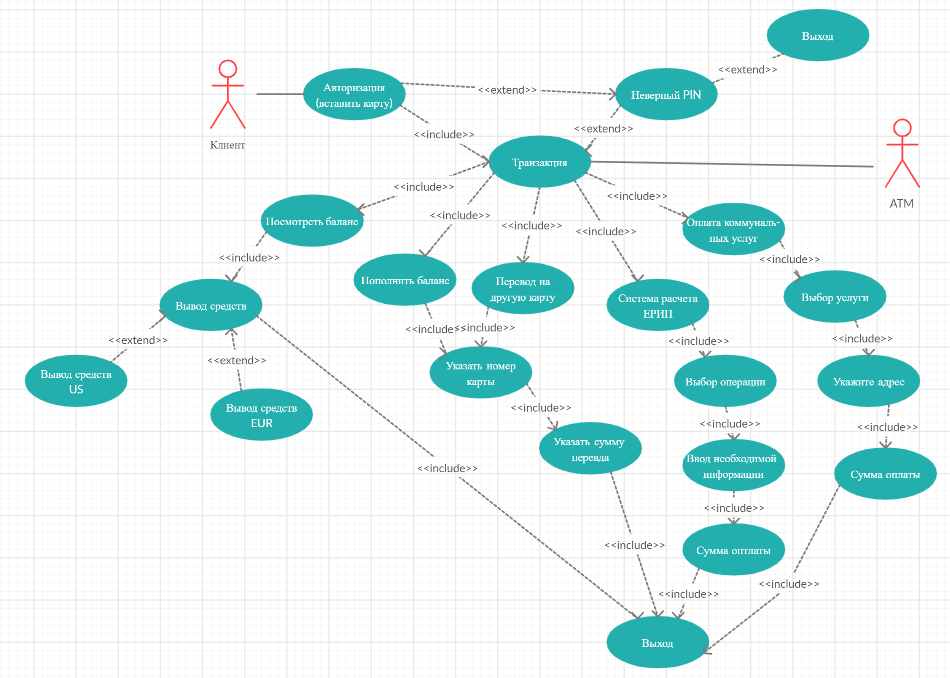 Выход
<<extend>>
Авторизация
(вставить карту)
<<extend>>
Неверный PIN
Клиент
<<include>>
<<extend>>
Транзакция
ATM
<<include>>
<<include>>
<<include>>
<<include>>
<<include>>
Посмотреть баланс
Оплата коммуналь-
ных услуг
<<include>>
<<include>>
Пополнить баланс
Перевод на
другую карту
Система расчета
ЕРИП
Выбор услуги
Вывод средств
<<extend>>
<<extend>>
<<include>>
<<include>>
<<include>>
<<include>>
Вывод средств
US
Указать номер
карты
Выбор операции
Укажите адрес
Вывод средств
EUR
<<include>>
<<include>>
<<include>>
Указать сумму
перевда
<<include>>
Ввод необходимой
информации
Сумма оплаты
<<include>>
<<include>>
Сумма оптлаты
<<include>>
<<include>>
Выход